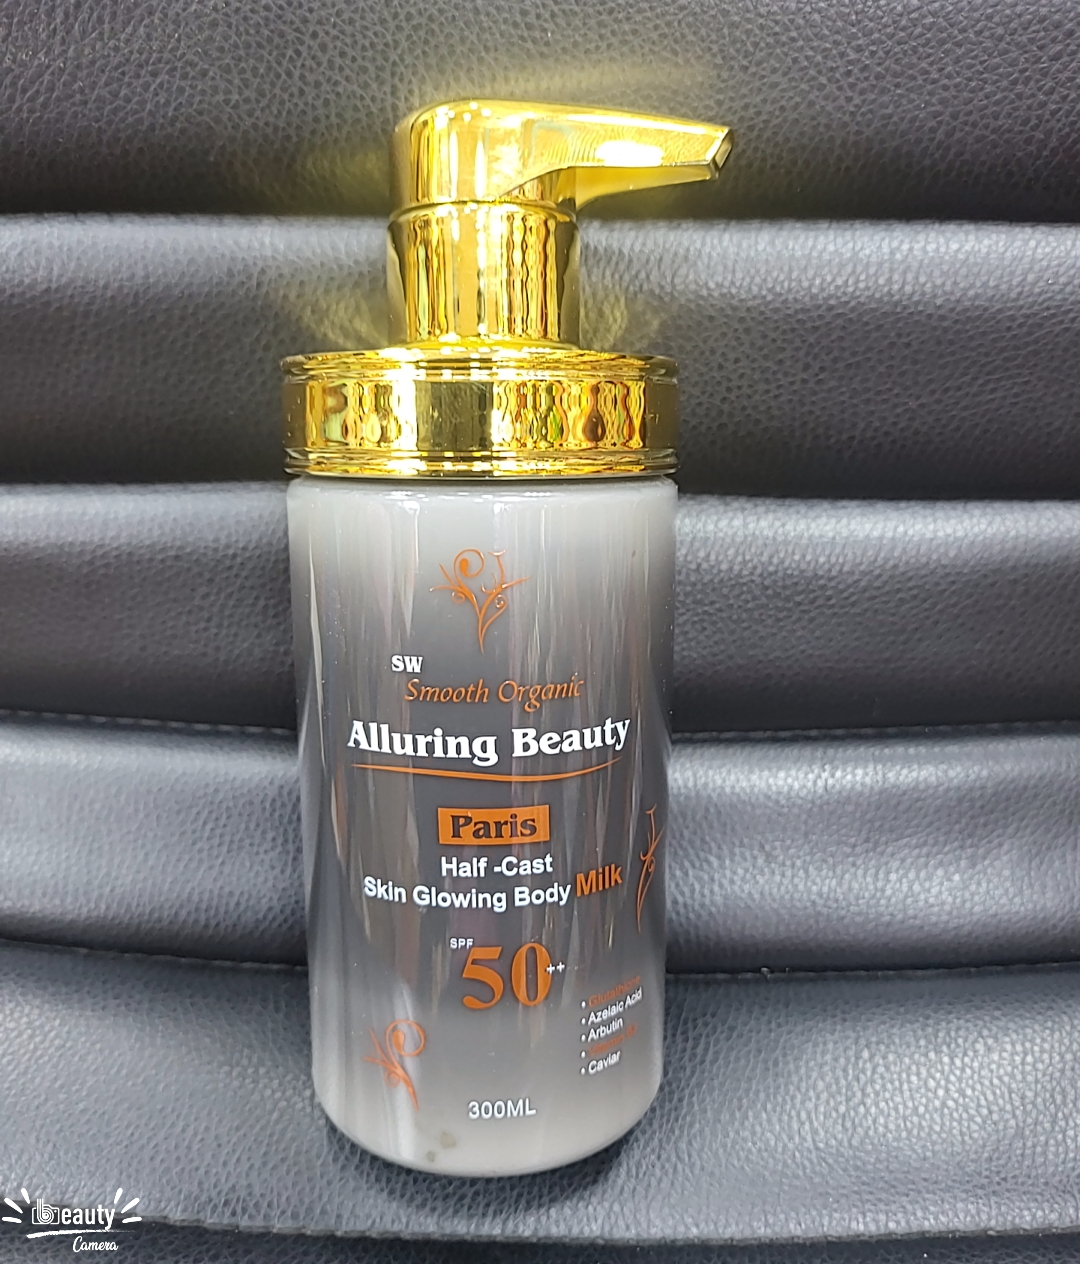 SW
Smooth Organic
Alluring Beauty
Paris
Half -Cast
Skin Glowing Body Milk
SPF
50++
• Glutathione
• Azelaic Acid
• Arbutin
•
• Caviar
300ML
beauty
Camera